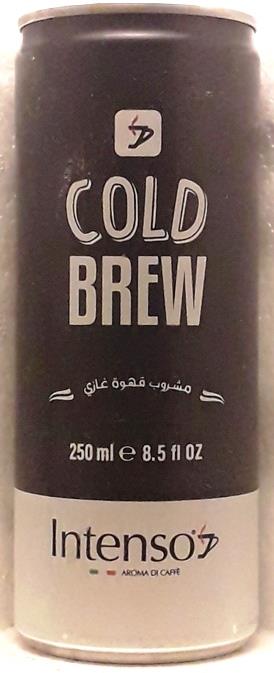 COLD
BREW
مشروب قهوة غازي
250 ml ℮ 8.5 fl OZ
Intenso
AROMA DI CAFFÈ